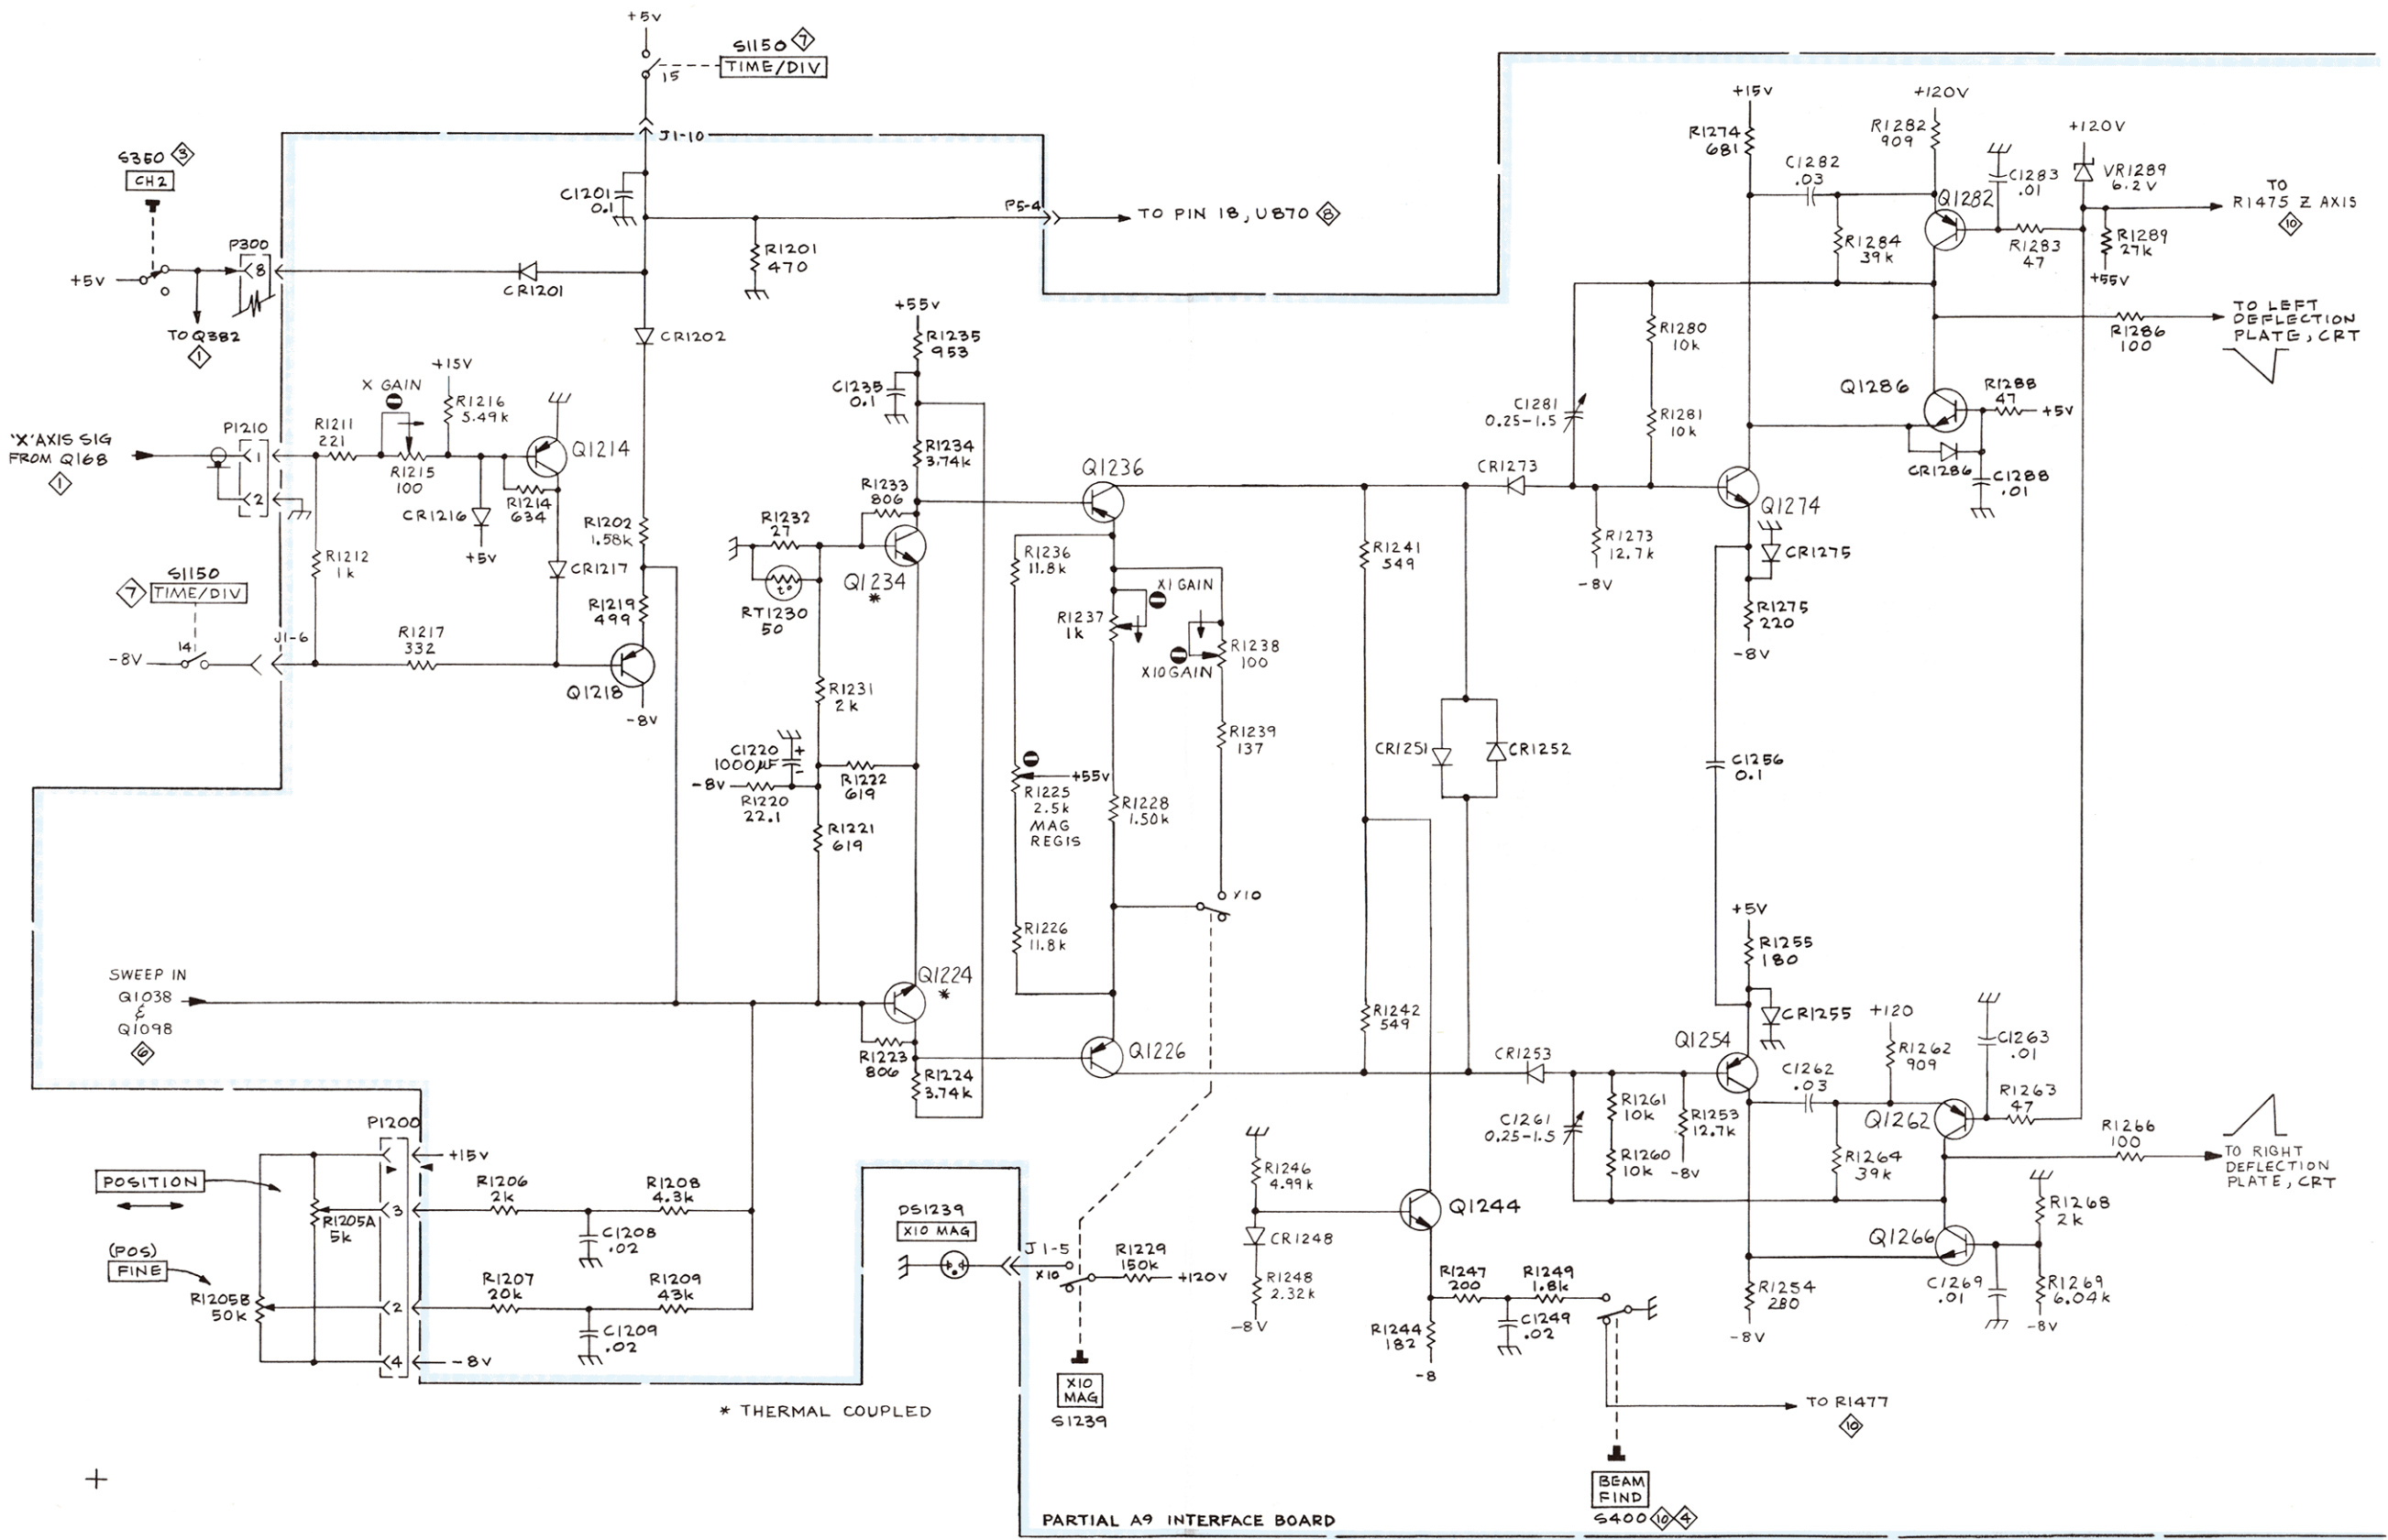 +5V
S1150 7
TIME/DIV
15
J1-10
S350 3
CH2
C1201
0.1
P5-4
TO PIN 18, U870 8
R1201
470
P300
+5V
8
CR1201
TO Q382
1
CR1202
+15V
X GAIN
R1216
5.49k
P1210
R1211
221
'X' AXIS SIG
FROM Q168
1
1
R1215
100
Q1214
2
R1214
634
CR1216
+5V
R1202
1.58k
R1212
1k
CR1217
S1150
7 TIME/DIV
R1219
499
J1-6
R1217
332
-8V
14
Q1218
-8V
+55V
R1235
953
C1235
0.1
R1234
3.74k
R1233
806
R1232
27
Q1234
*
RT1230
50
t°
R1231
2k
C1220
1000µF
+
-
-8V
R1220
22.1
R1222
619
R1221
619
Q1224
*
R1223
806
R1224
3.74k
Q1236
R1236
11.8k
X1 GAIN
R1237
1k
R1238
100
X10 GAIN
R1239
137
+55V
R1225
2.5k
MAG
REGIS
R1228
1.50k
R1226
11.8k
X10
Q1226
R1241
549
CR1251
CR1252
R1242
549
+15V
R1274
681
+120V
R1282
909
+120V
C1282
.03
C1283
.01
VR1289
6.2V
Q1282
TO
R1475 Z AXIS
10
R1284
39k
R1283
47
R1289
27k
+55V
R1280
10k
R1286
100
TO LEFT
DEFLECTION
PLATE, CRT
C1281
0.25-1.5
R1281
10k
Q1286
R1288
47
+5V
CR1286
C1288
.01
CR1273
Q1274
R1273
12.7k
-8V
CR1275
R1275
220
-8V
C1256
0.1
+5V
R1255
180
CR1255
CR1253
Q1254
+120
R1262
909
C1263
.01
C1262
.03
R1263
47
C1261
0.25-1.5
R1261
10k
R1260
10k
R1253
12.7k
-8V
Q1262
R1264
39k
R1266
100
TO RIGHT
DEFLECTION
PLATE, CRT
Q1266
R1268
2k
R1254
280
-8V
C1269
.01
R1269
6.04k
-8V
SWEEP IN
Q1038
&
Q1098
6
P1200
+15V
POSITION
R1205A
5k
3
R1206
2k
R1208
4.3k
C1208
.02
(POS)
FINE
R1205B
50k
2
R1207
20k
R1209
43k
C1209
.02
4
-8V
DS1239
X10 MAG
J1-5
X10
R1229
150k
+120V
X10
MAG
S1239
* THERMAL COUPLED
R1246
4.99k
CR1248
R1248
2.32k
-8V
Q1244
R1247
200
R1249
1.8k
R1244
182
-8
C1249
.02
TO R1477
10
BEAM
FIND
S400 10 4
PARTIAL A9 INTERFACE BOARD